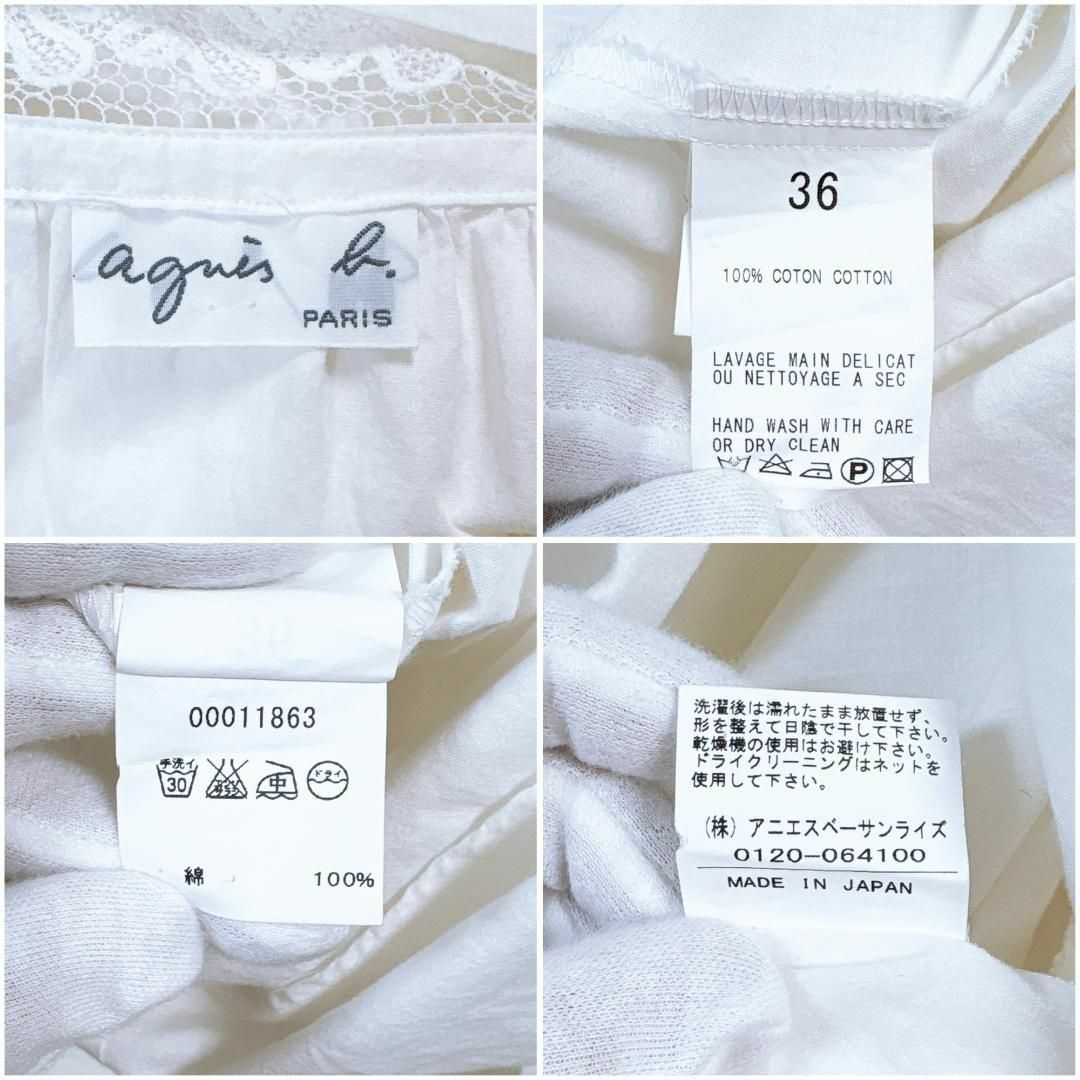 agnès b.
PARIS
36
100% COTON COTTON
LAVAGE MAIN DELICAT
OU NETTOYAGE A SEC
HAND WASH WITH CARE
OR DRY CLEAN
P
00011863
手洗イ
30
中
ドライ
綿 100%
洗濯後は濡れたまま放置せず、
形を整えて日陰で干して下さい。
乾燥機の使用はお避け下さい。
ドライクリーニングはネットを
使用して下さい。
(株) アニエスベーサンライズ
0120-064100
MADE IN JAPAN